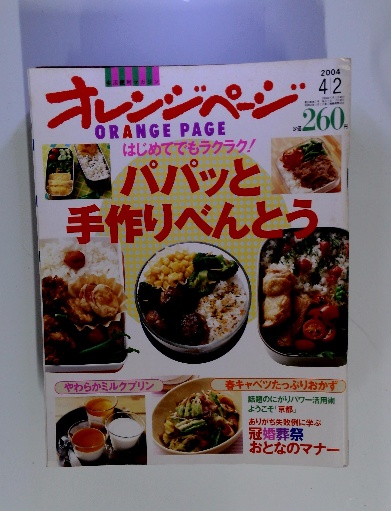 オレンジページ
ORANGE PAGE
2004
4|2
260
はじめてでもラクラク!
パパッと
手作りべんとう
やわらかミルクプリン
春キャベツたっぷりおかず
話題のにがりパワー活用術
ようこそ「京都」
ありがち失敗例に学ぶ
冠婚葬祭
おとなのマナー